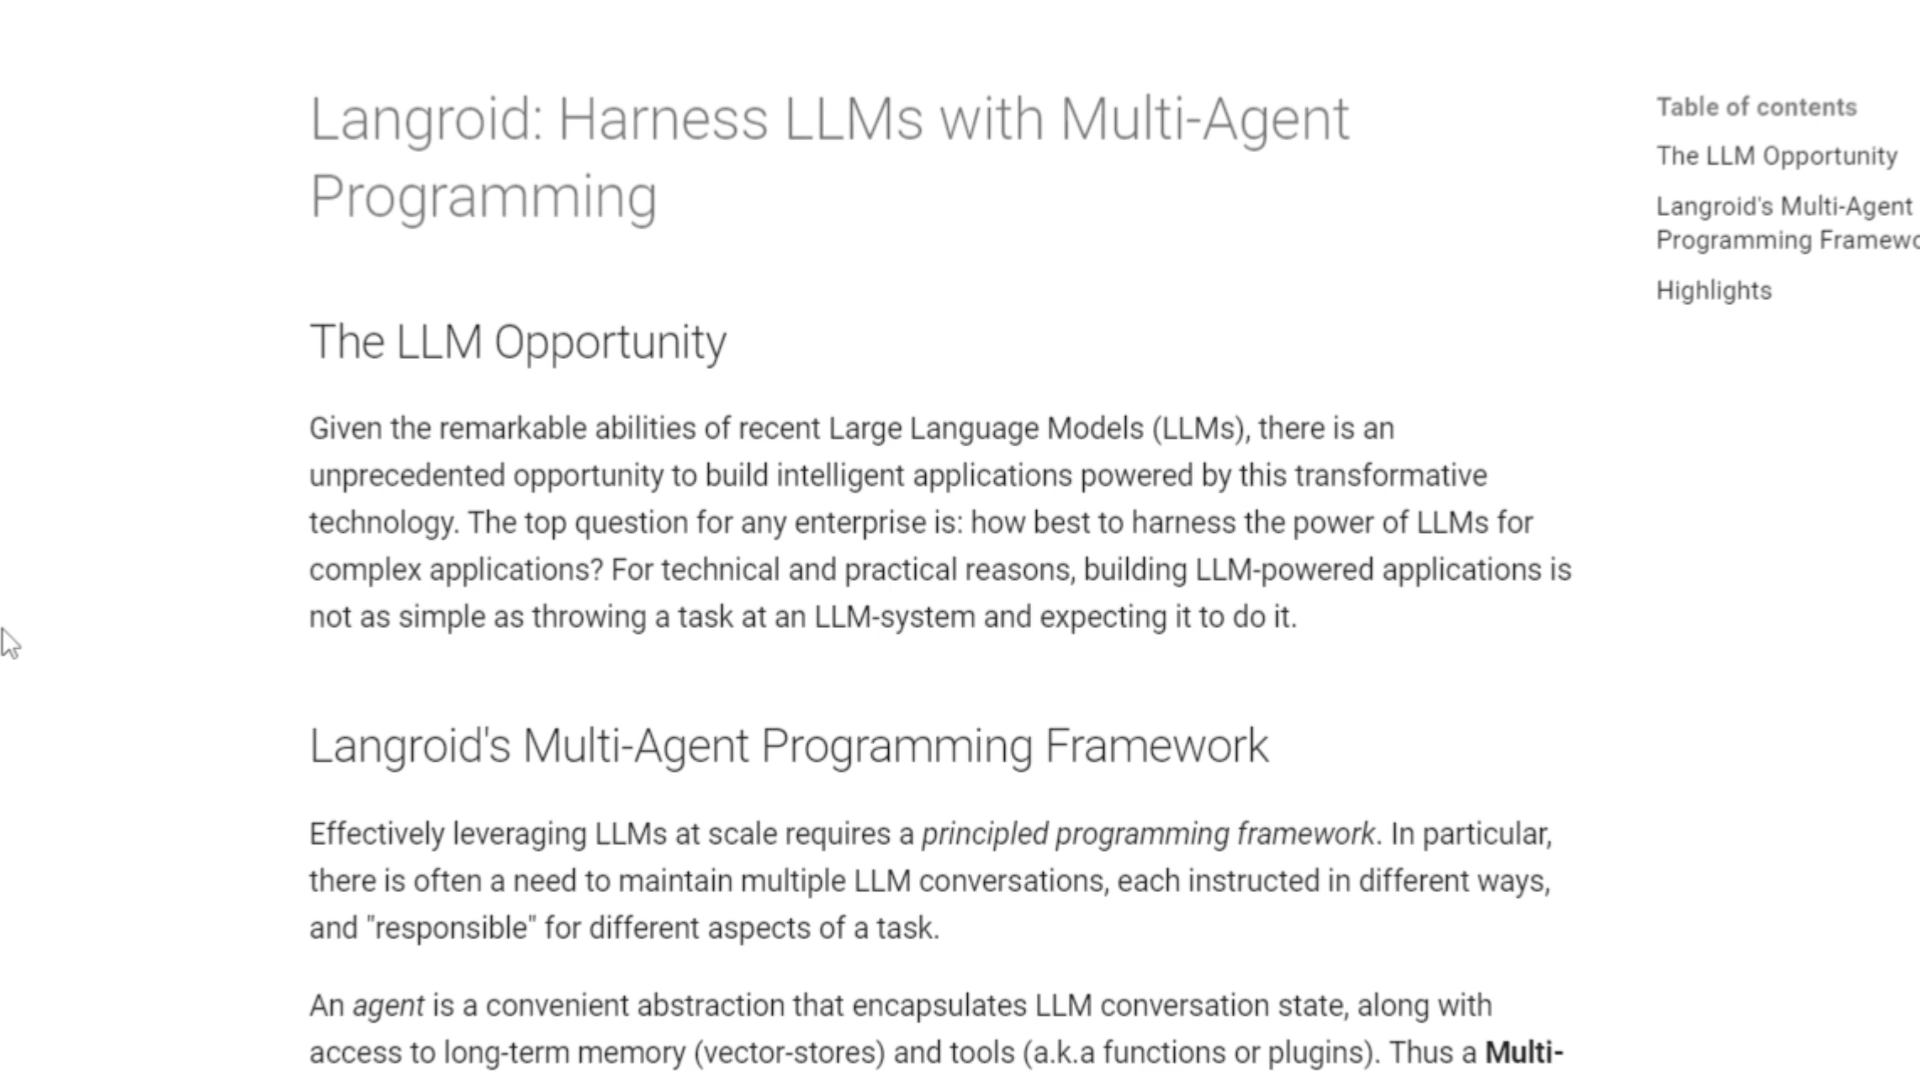 Langroid: Harness LLMs with Multi-Agent
Programming
The LLM Opportunity
Given the remarkable abilities of recent Large Language Models (LLMs), there is an
unprecedented opportunity to build intelligent applications powered by this transformative
technology. The top question for any enterprise is: how best to harness the power of LLMs for
complex applications? For technical and practical reasons, building LLM-powered applications is
not as simple as throwing a task at an LLM-system and expecting it to do it.
Langroid's Multi-Agent Programming Framework
Effectively leveraging LLMs at scale requires a principled programming framework. In particular,
there is often a need to maintain multiple LLM conversations, each instructed in different ways,
and "responsible" for different aspects of a task.
An agent is a convenient abstraction that encapsulates LLM conversation state, along with
access to long-term memory (vector-stores) and tools (a.k.a functions or plugins). Thus a Multi-
Table of contents
The LLM Opportunity
Langroid's Multi-Agent
Programming
Highlights